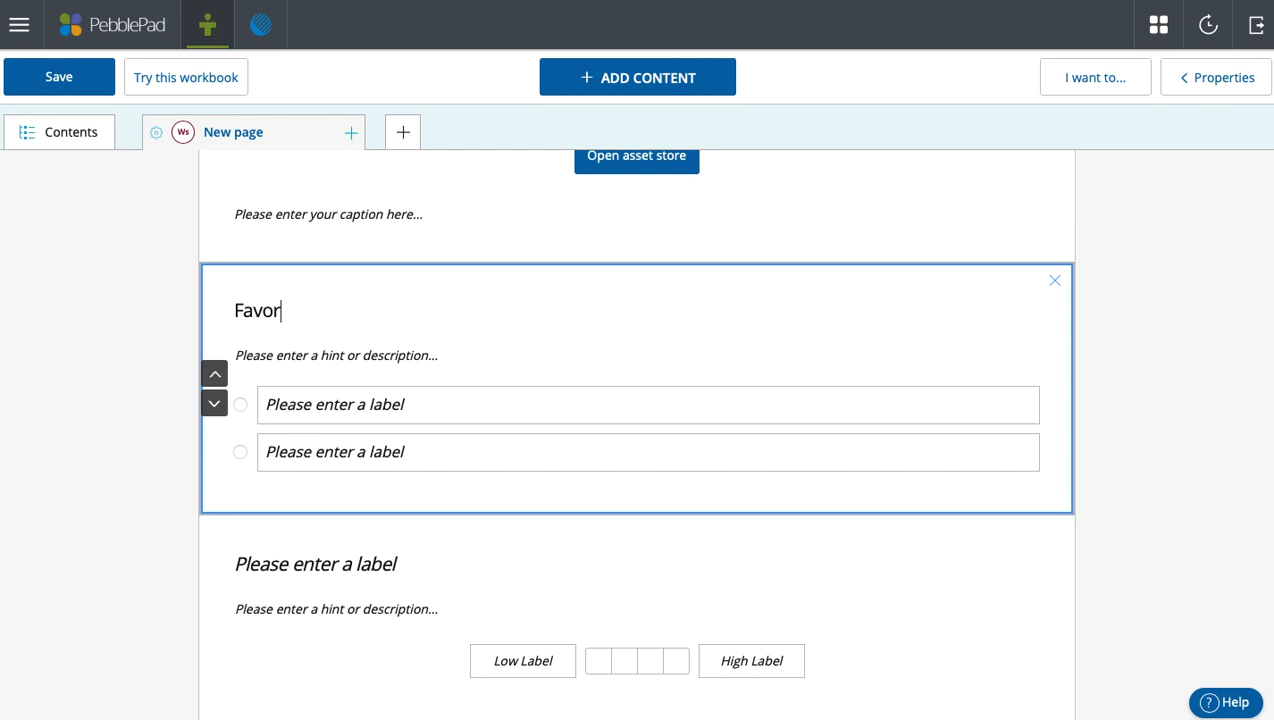 PebblePad
Save
Try this workbook
+ ADD CONTENT
I want to...
Properties
Contents
Ws
New page
Open asset store
Please enter your caption here...
Favor
Please enter a hint or description...
Please enter a label
Please enter a label
Please enter a label
Please enter a hint or description...
Low Label
High Label
? Help